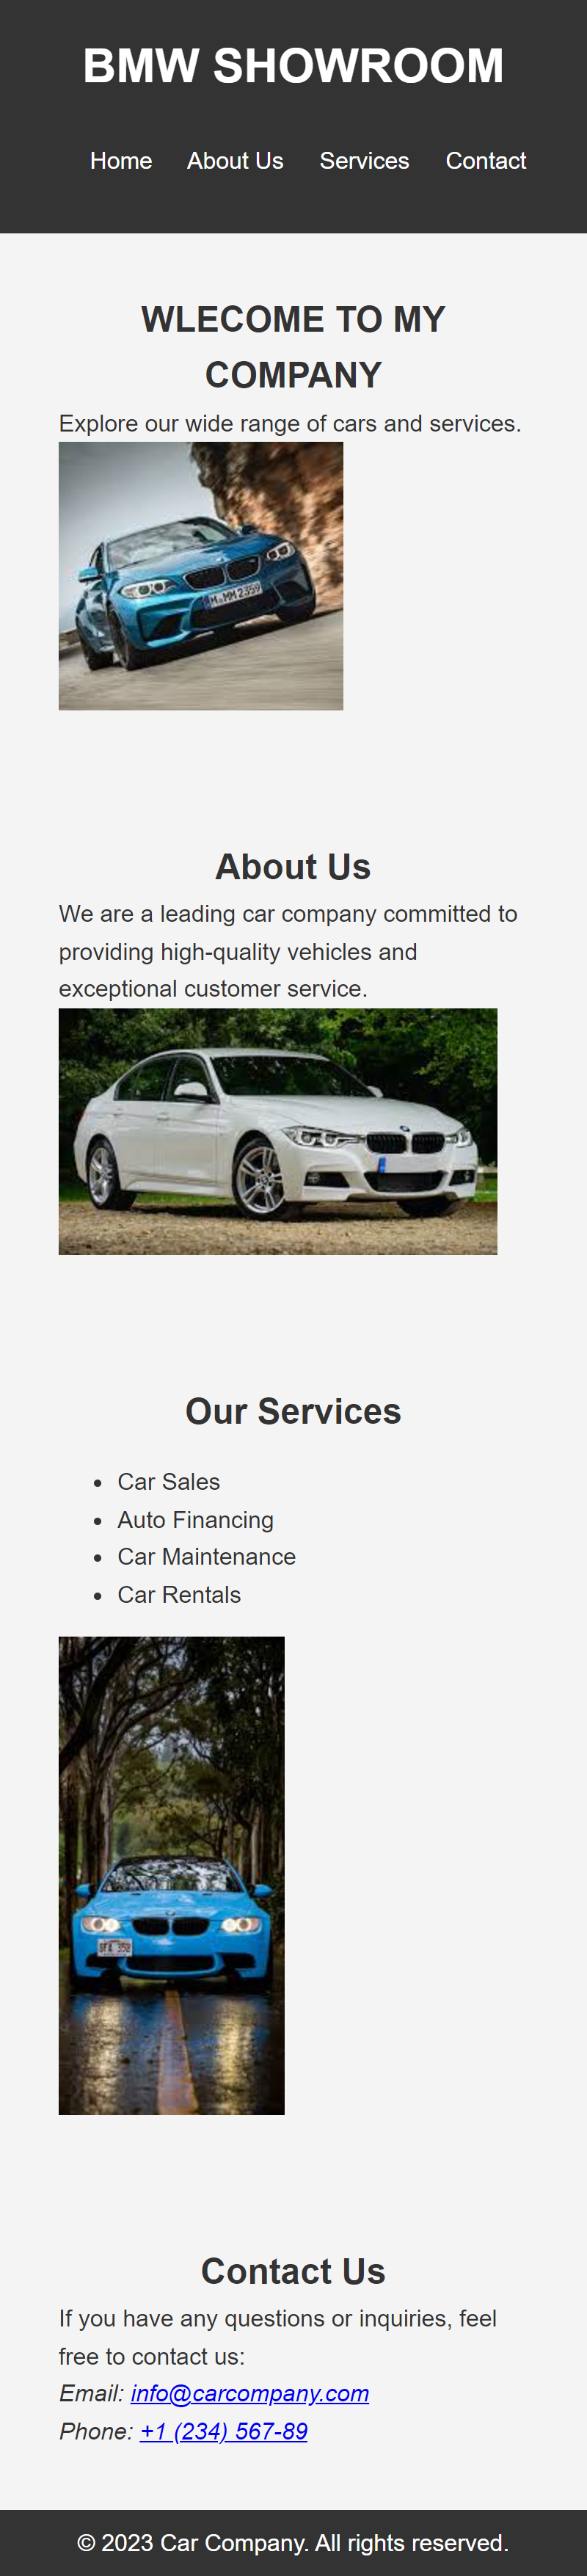 BMW SHOWROOM
Home About Us Services Contact
WLECOME TO MY
COMPANY
Explore our wide range of cars and services.
M MM 2359
About Us
We are a leading car company committed to
providing high-quality vehicles and
exceptional customer service.
Our Services
• Car Sales
• Auto Financing
• Car Maintenance
• Car Rentals
Contact Us
If you have any questions or inquiries, feel
free to contact us:
Email: info@carcompany.com
Phone: +1 (234) 567-89
© 2023 Car Company. All rights reserved.